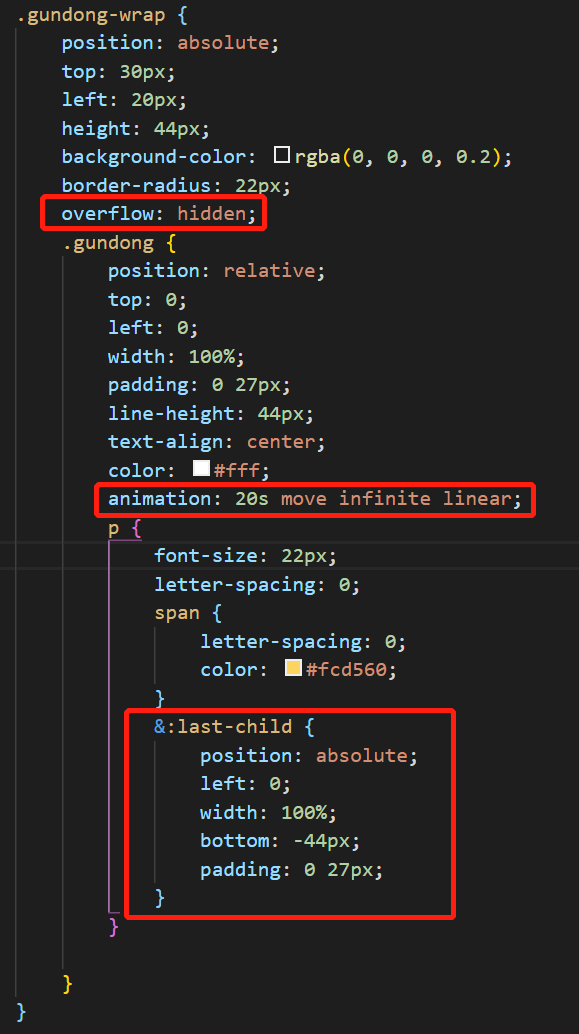 .gundong-wrap {
position: absolute;
top: 30px;
left: 20px;
height: 44px;
background-color: rgba(0, 0, 0, 0.2);
border-radius: 22px;
overflow: hidden;
.gundong {
position: relative;
top: 0;
left: 0;
width: 100%;
padding: 0 27px;
line-height: 44px;
text-align: center;
color: #fff;
animation: 20s move infinite linear;
p {
font-size: 22px;
letter-spacing: 0;
span {
letter-spacing: 0;
color: #fcd560;
}
&:last-child {
position: absolute;
left: 0;
width: 100%;
bottom: -44px;
padding: 0 27px;
}
}
}
}